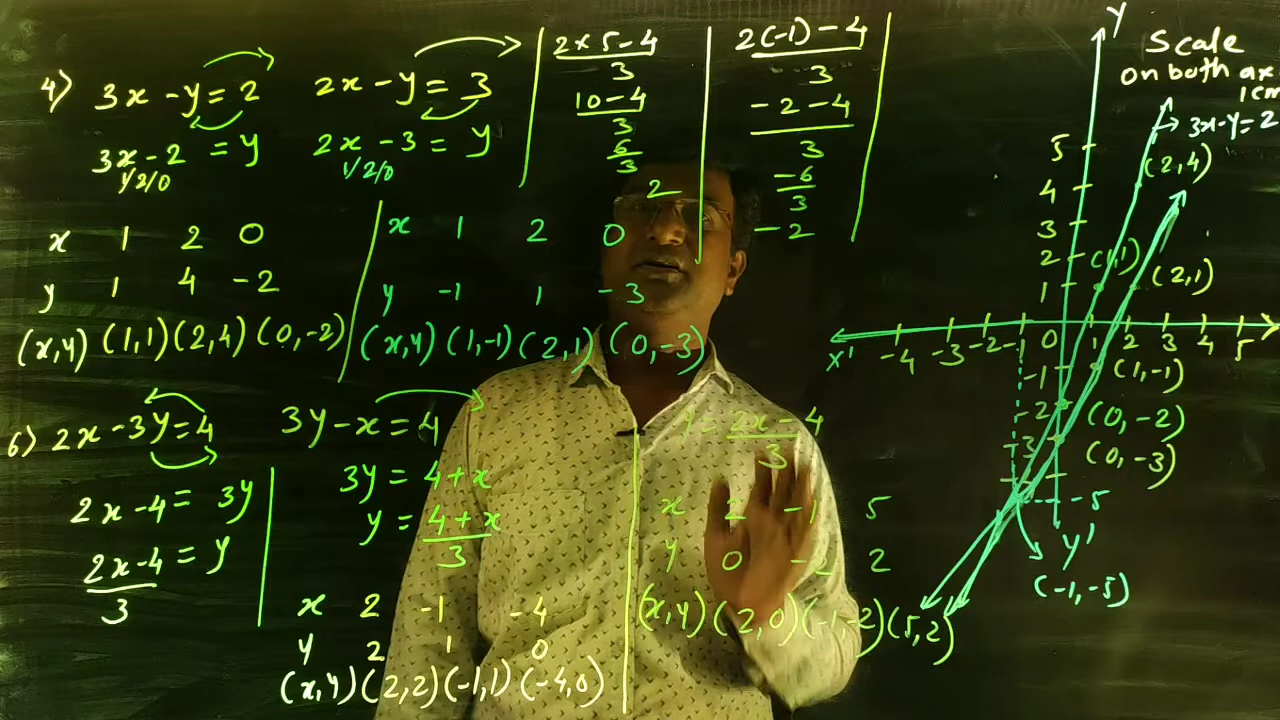 4) 3x - y = 2
3x - 2 = y
1/2/0
x 1 2 0
y 1 4 -2
(x,y) (1,1) (2,4) (0,-2)
2x - y = 3
2x - 3 = y
1/2/0
x 1 2 0
y -1 1 -3
(x,y) (1,-1) (2,1) (0,-3)
2x5-4
3
10-4
3
6
3
2
2(-1)-4
3
-2-4
3
-6
3
-2
6) 2x - 3y = 4
2x-4 = 3y
2x-4 = y
3
3y - x = 4
3y = 4 + x
y = 4 + x
3
x 2 -1 -4
y 2 1 0
(x,y) (2,2) (-1,1) (-4,0)
y = 2x - 4
3
x 2 -1 5
y 0 -2 2
(x,y) (2,0) (-1,-2) (5,2)
Y
Scale
on both ax
1cm
3x-y=2
5
(2,4)
4
3
2 (1,1)
1 (2,1)
x' -4 -3 -2 -1 0 1 2 3 4 5
-1 (1,-1)
-2 (0,-2)
-3 (0,-3)
-5
y'
(-1,-5)